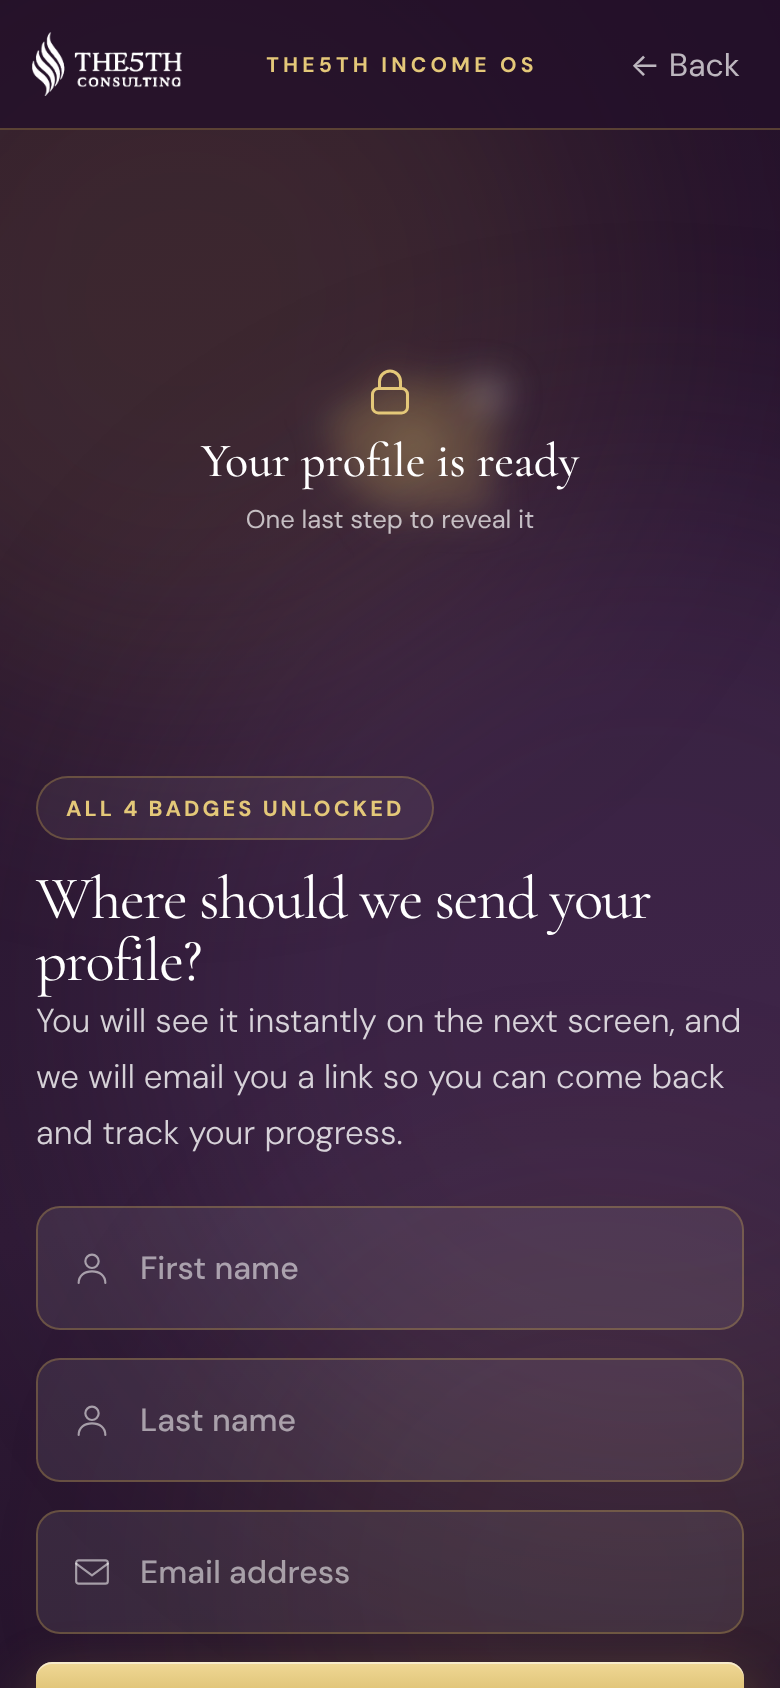 THE5TH
CONSULTING
THE5TH INCOME OS
← Back
Your profile is ready
One last step to reveal it
ALL 4 BADGES UNLOCKED
Where should we send your
profile?
You will see it instantly on the next screen, and
we will email you a link so you can come back
and track your progress.
First name
Last name
Email address